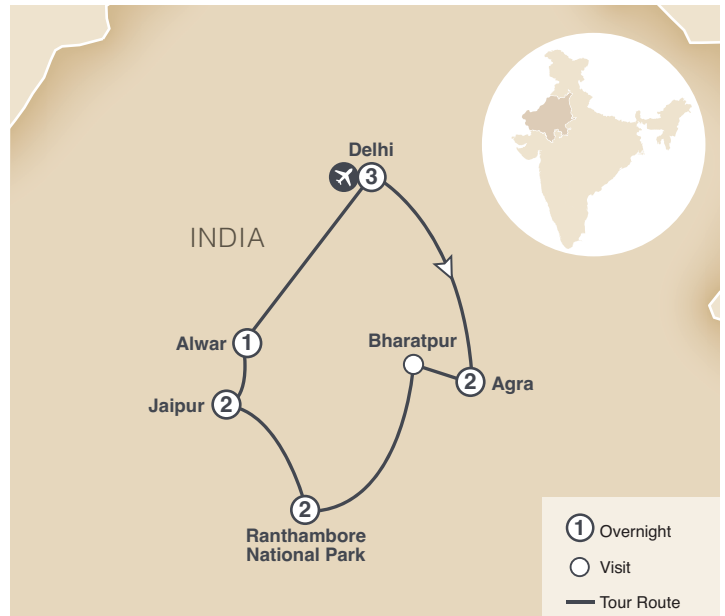 Delhi
3
INDIA
Alwar
1
Bharatpur
Jaipur
2
2
Agra
2
Ranthambore
National Park
1
Overnight
Visit
Tour Route